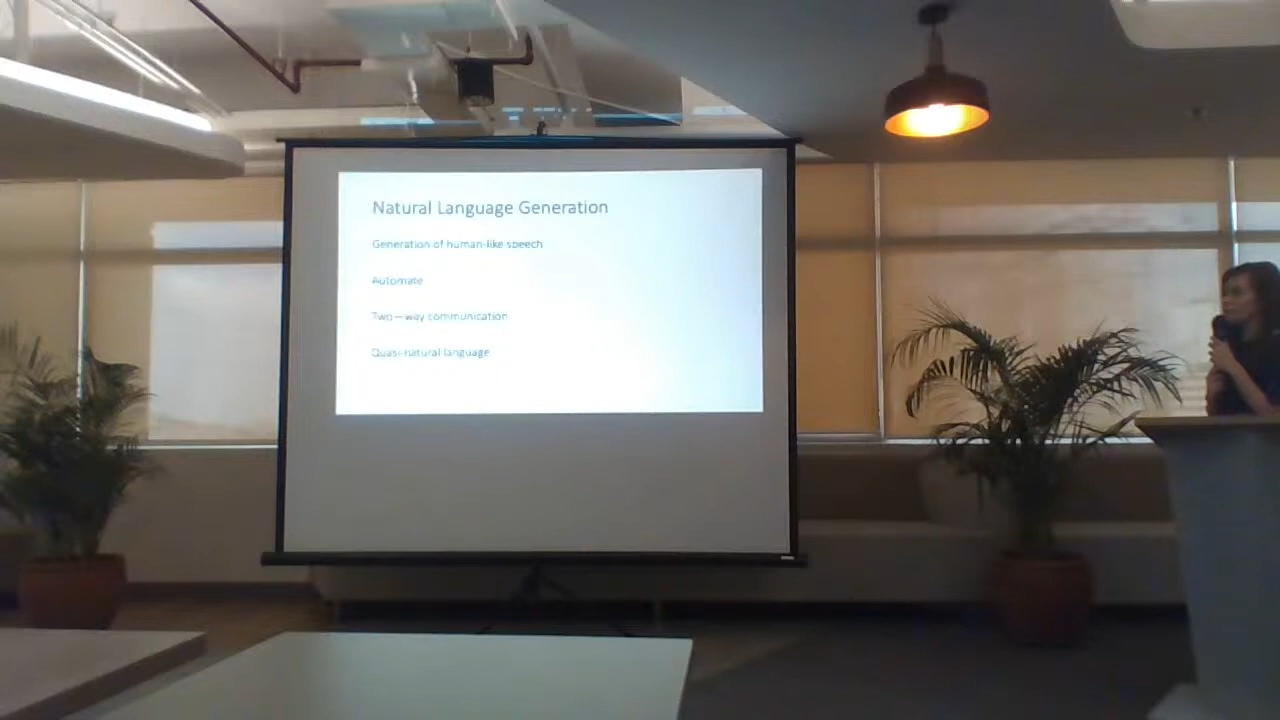 Natural Language Generation
Generation of human-like speech
Automate
Two—way communication
Quasi-natural language